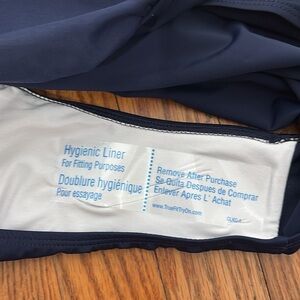 Hygienic Liner
For Fitting Purposes
Doublure hygiénique
Pour essayage
Remove After Purchase
Se Quita Despues de Comprar
Enlever Apres L' Achat
www.TrueFitTryOn.com